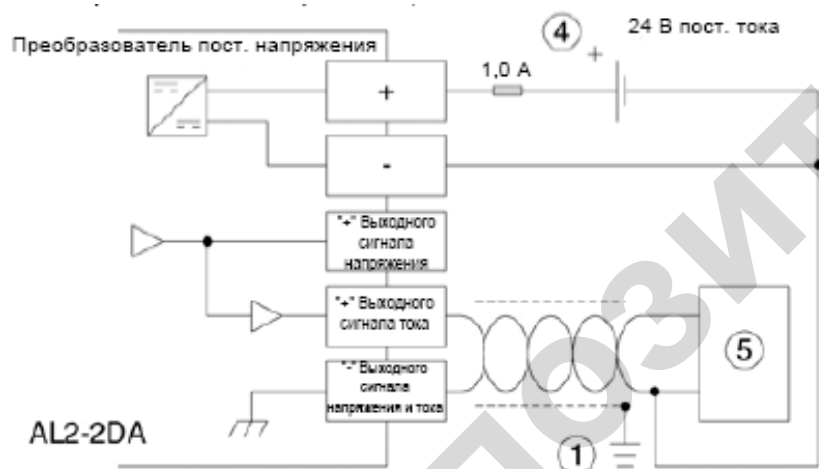 Преобразователь пост. напряжения
4
+
24 В пост. тока
1,0 А
+
-
"+" Выходного
сигнала
напряжения
"+" Выходного
сигнала тока
"-" Выходного
сигнала
напряжения и тока
5
AL2-2DA
1
ПОЗИТ